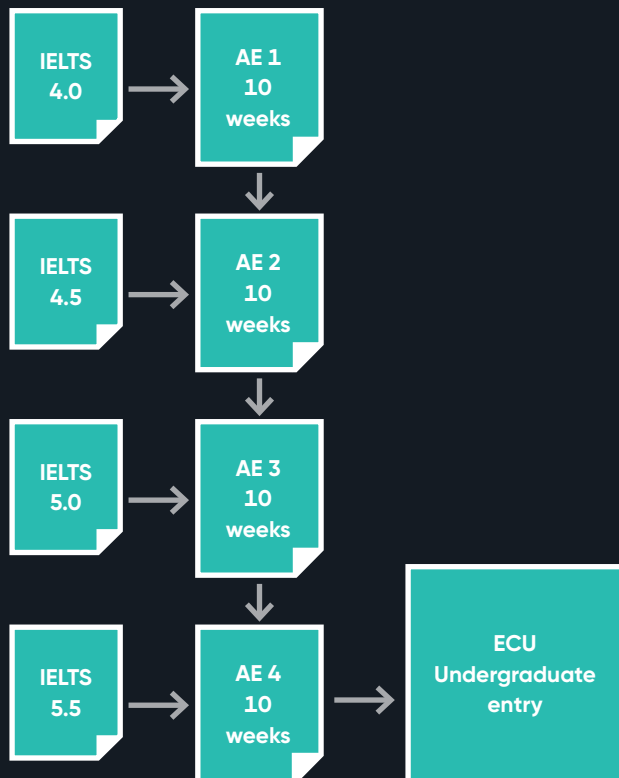 IELTS
4.0
AE 1
10
weeks
IELTS
4.5
AE 2
10
weeks
IELTS
5.0
AE 3
10
weeks
IELTS
5.5
AE 4
10
weeks
ECU
Undergraduate
entry